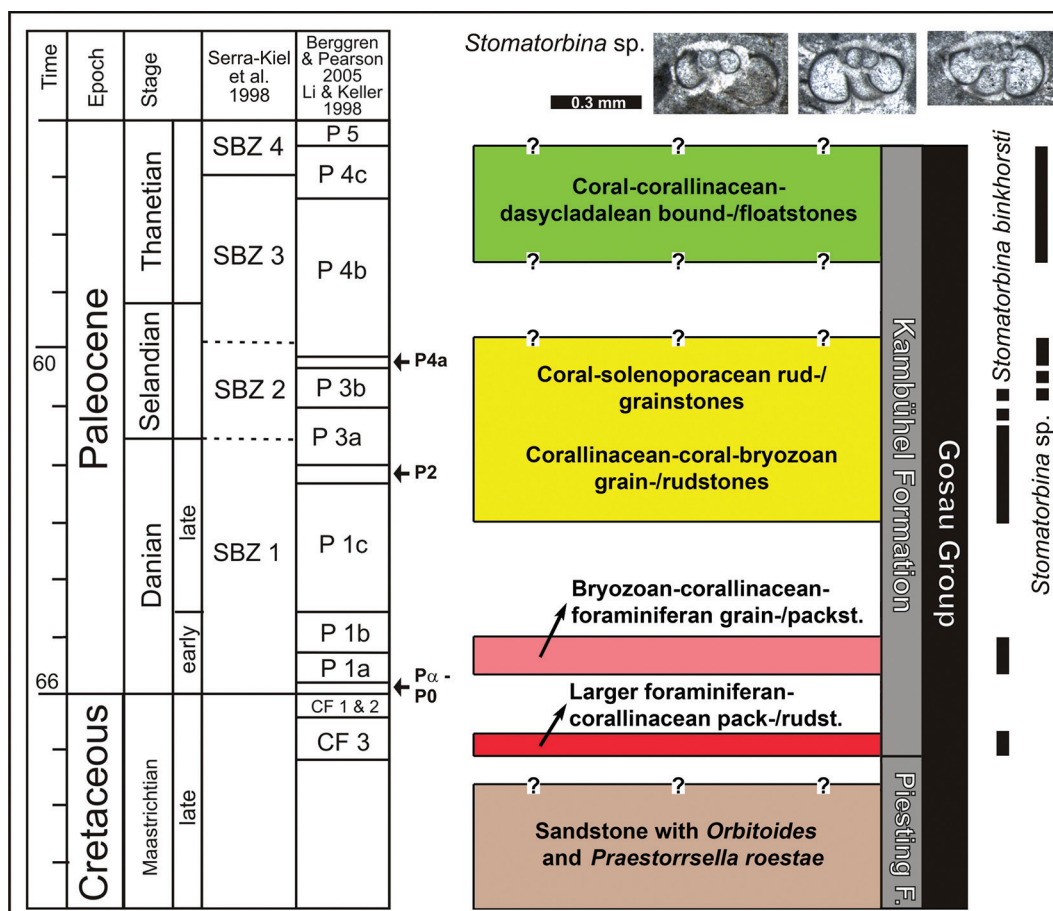 Time
Epoch
Stage
Serra-Kiel
et al.
1998
Berggren
& Pearson
2005
Li & Keller
1998
Stomatorbina sp.
0.3 mm
60
66
Paleocene
Cretaceous
Thanetian
Selandian
Danian
late
early
Maastrichtian
late
SBZ 4
SBZ 3
SBZ 2
SBZ 1
P 5
P 4c
P 4b
P4a
P 3b
P 3a
P2
P 1c
P 1b
P 1a
Pα -
P0
CF 1 & 2
CF 3
? ? ?
Coral-corallinacean-
dasycladalean bound-/floatstones
? ? ?
? ? ?
Coral-solenoporacean rud-/
grainstones
Corallinacean-coral-bryozoan
grain-/rudstones
Bryozoan-corallinacean-
foraminiferan grain-/packst.
Larger foraminiferan-
corallinacean pack-/rudst.
? ? ?
Sandstone with Orbitoides
and Praestorrsella roestae
Kambühel Formation
Piesting F.
Gosau Group
Stomatorbina binkhorsti
Stomatorbina sp.